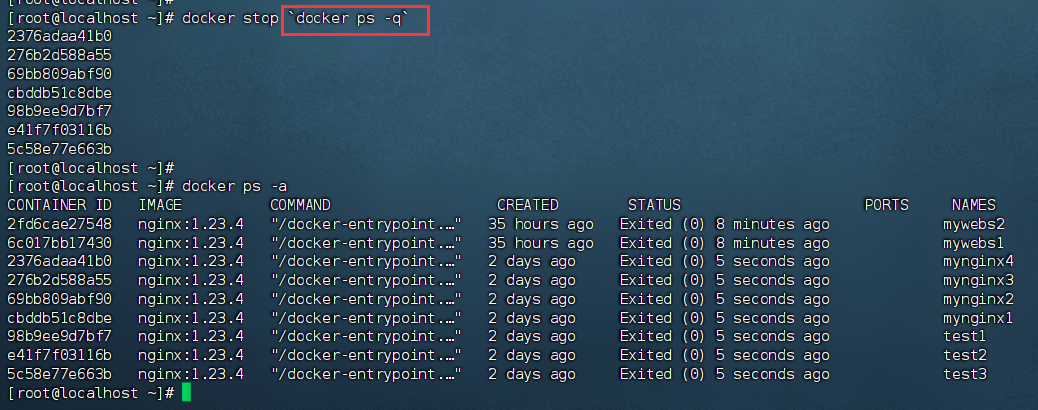 [root@localhost ~]#
[root@localhost ~]# docker stop `docker ps -q`
2376adaa41b0
276b2d588a55
69bb809abf90
cbddb51c8dbe
98b9ee9d7bf7
e41f7f03116b
5c58e77e663b
[root@localhost ~]#
[root@localhost ~]# docker ps -a
CONTAINER ID   IMAGE          COMMAND                   CREATED        STATUS                     PORTS     NAMES
2fd6cae27548   nginx:1.23.4   "/docker-entrypoint.…"   35 hours ago   Exited (0) 8 minutes ago             mywebs2
6c017bb17430   nginx:1.23.4   "/docker-entrypoint.…"   35 hours ago   Exited (0) 8 minutes ago             mywebs1
2376adaa41b0   nginx:1.23.4   "/docker-entrypoint.…"   2 days ago     Exited (0) 5 seconds ago             mynginx4
276b2d588a55   nginx:1.23.4   "/docker-entrypoint.…"   2 days ago     Exited (0) 5 seconds ago             mynginx3
69bb809abf90   nginx:1.23.4   "/docker-entrypoint.…"   2 days ago     Exited (0) 5 seconds ago             mynginx2
cbddb51c8dbe   nginx:1.23.4   "/docker-entrypoint.…"   2 days ago     Exited (0) 5 seconds ago             mynginx1
98b9ee9d7bf7   nginx:1.23.4   "/docker-entrypoint.…"   2 days ago     Exited (0) 5 seconds ago             test1
e41f7f03116b   nginx:1.23.4   "/docker-entrypoint.…"   2 days ago     Exited (0) 5 seconds ago             test2
5c58e77e663b   nginx:1.23.4   "/docker-entrypoint.…"   2 days ago     Exited (0) 5 seconds ago             test3
[root@localhost ~]#